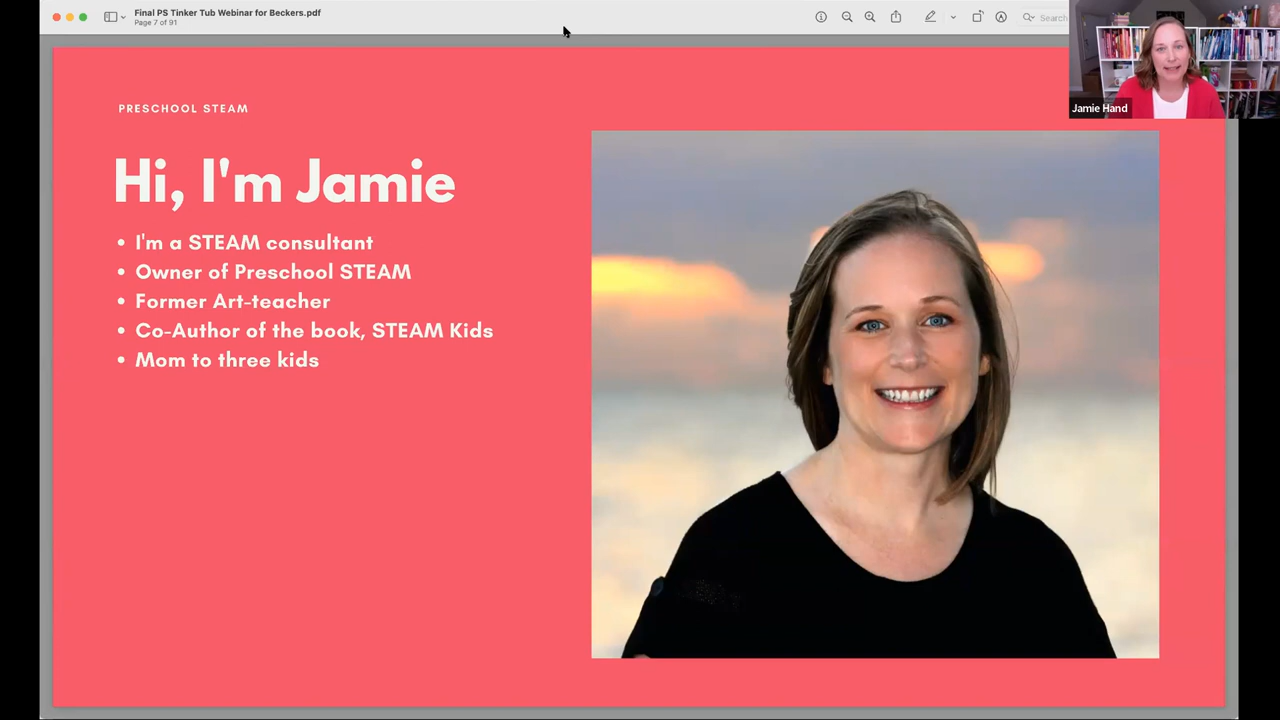 Final PS Tinker Tub Webinar for Beckers.pdf
Page 7 of 91
Search
Jamie Hand
PRESCHOOL STEAM
Hi, I'm Jamie
• I'm a STEAM consultant
• Owner of Preschool STEAM
• Former Art-teacher
• Co-Author of the book, STEAM Kids
• Mom to three kids